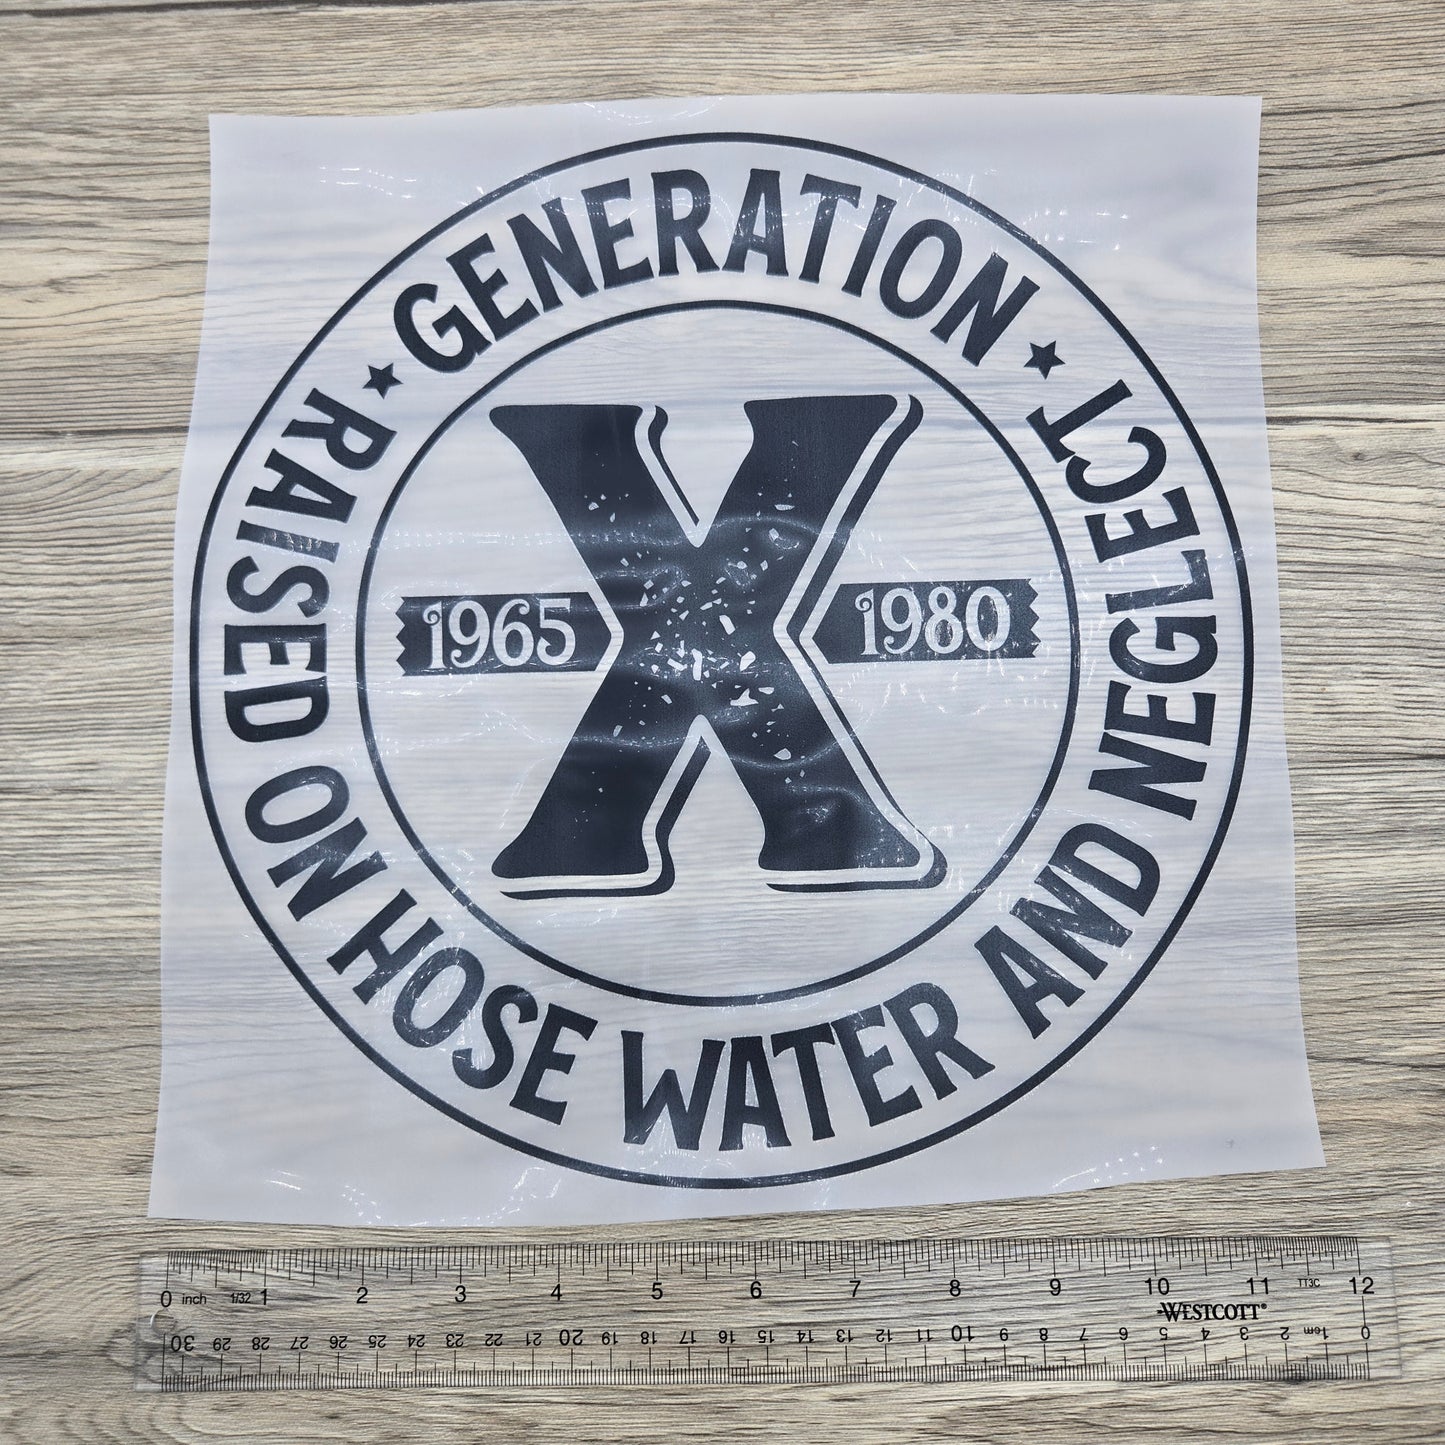 GENERATION
X
1965
1980
RAISED ON HOSE WATER AND NEGLECT
0 inch 1/32 1 2 3 4 5 6 7 8 9 10 11 TT3C 12
WESTCOTT®
30 29 28 27 26 25 24 23 22 21 20 19 18 17 16 15 14 13 12 11 10 9 8 7 6 5 4 3 2 1cm 0